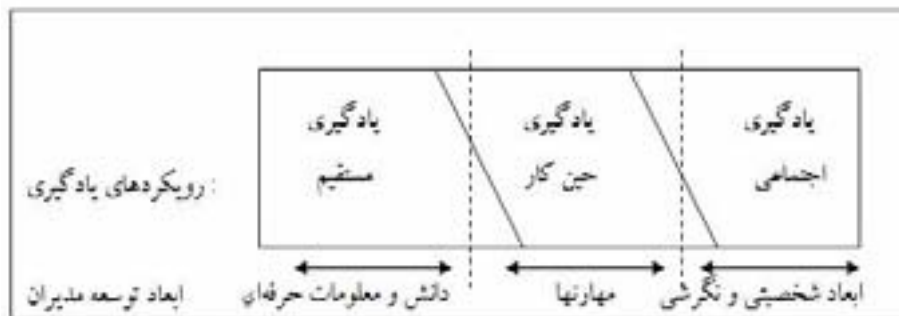 یادگیری
اجتماعی
یادگیری
حین کار
یادگیری
مستقیم
رویکردهای یادگیری :
ابعاد شخصیتی و نگرشی
مهارتها
دانش و معلومات حرفه‌ای
ابعاد توسعه مدیران